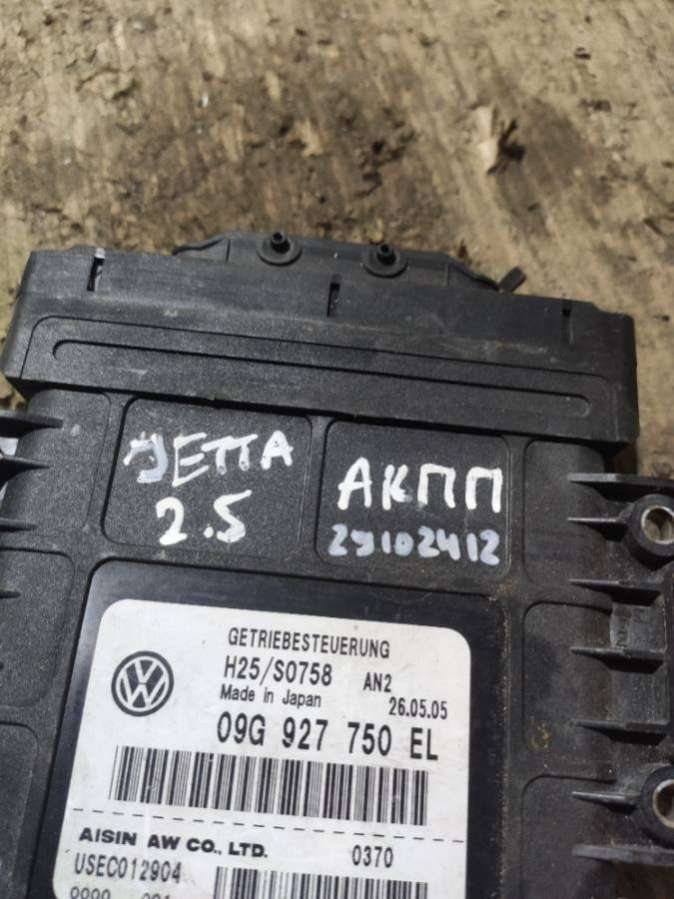 JETTA
2.5
АКПП
29102412
GETRIEBESTEUERUNG
H25/S0758 AN2
Made in Japan 26.05.05
09G 927 750 EL
AISIN AW CO., LTD. 0370
USEC012904